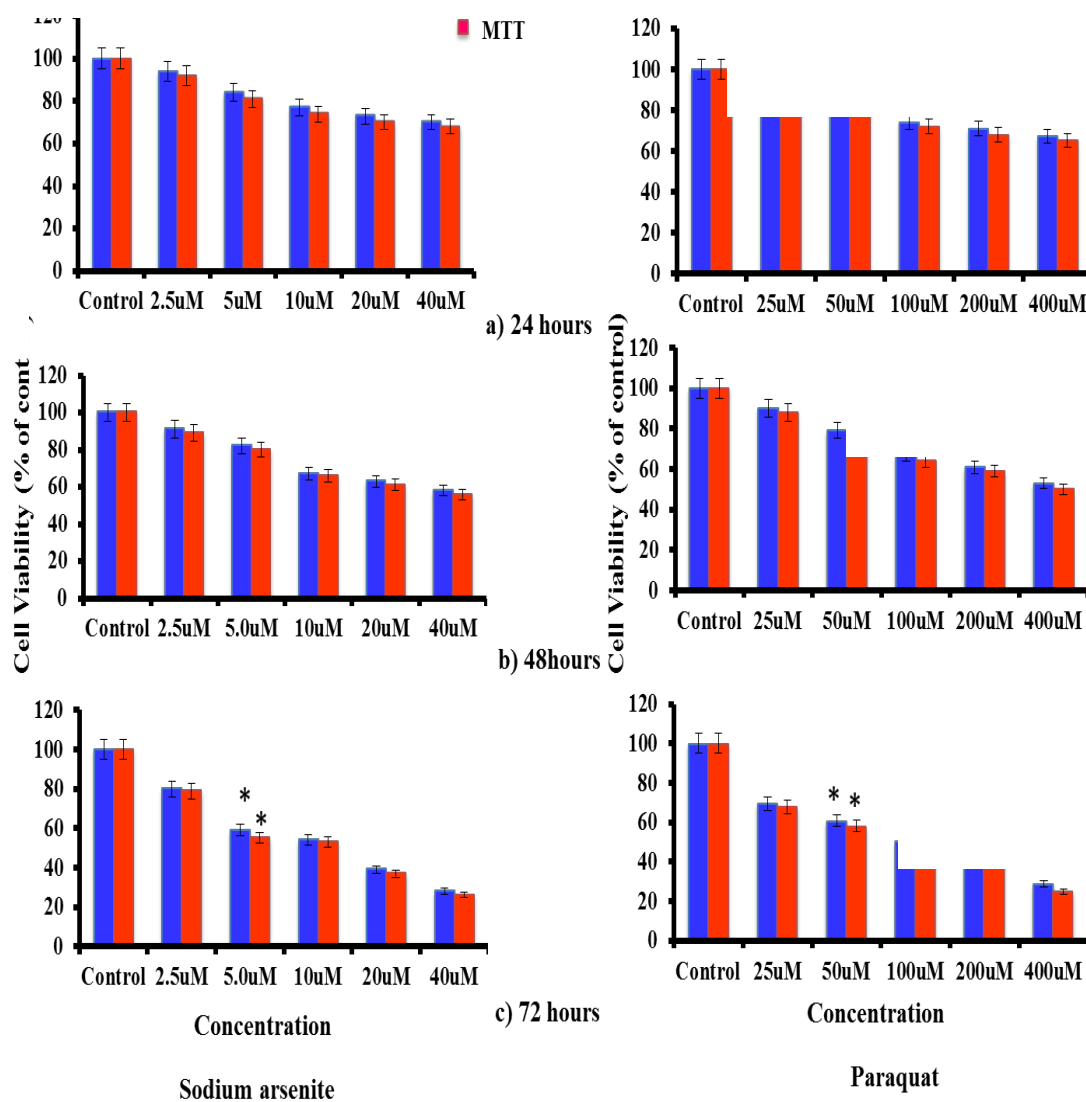 120
100
80
60
40
20
0
Control 2.5uM 5uM 10uM 20uM 40uM
MTT
120
100
80
60
40
20
0
Control 25uM 50uM 100uM 200uM 400uM
a) 24 hours
Cell Viability (% of cont
120
100
80
60
40
20
0
Control 2.5uM 5.0uM 10uM 20uM 40uM
Cell Viability (% of control)
120
100
80
60
40
20
0
Control 25uM 50uM 100uM 200uM 400uM
b) 48hours
120
100
80
60
40
20
0
* *
Control 2.5uM 5.0uM 10uM 20uM 40uM
Concentration
Sodium arsenite
120
100
80
60
40
20
0
* *
Control 25uM 50uM 100uM 200uM 400uM
c) 72 hours
Concentration
Paraquat